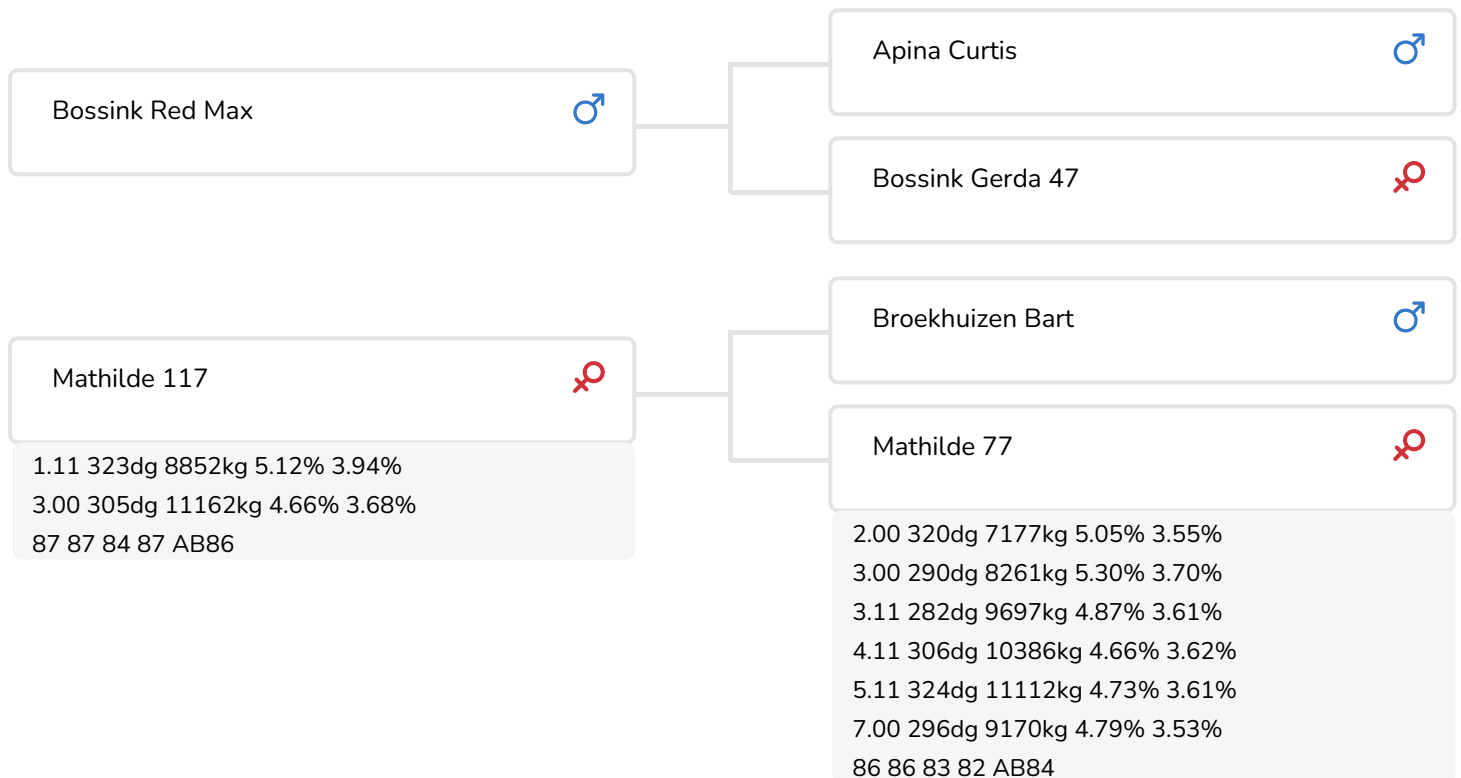 Bossink Red Max
Apina Curtis
Bossink Gerda 47
Mathilde 117
1.11 323dg 8852kg 5.12% 3.94%
3.00 305dg 11162kg 4.66% 3.68%
87 87 84 87 AB86
Broekhuizen Bart
Mathilde 77
2.00 320dg 7177kg 5.05% 3.55%
3.00 290dg 8261kg 5.30% 3.70%
3.11 282dg 9697kg 4.87% 3.61%
4.11 306dg 10386kg 4.66% 3.62%
5.11 324dg 11112kg 4.73% 3.61%
7.00 296dg 9170kg 4.79% 3.53%
86 86 83 82 AB84